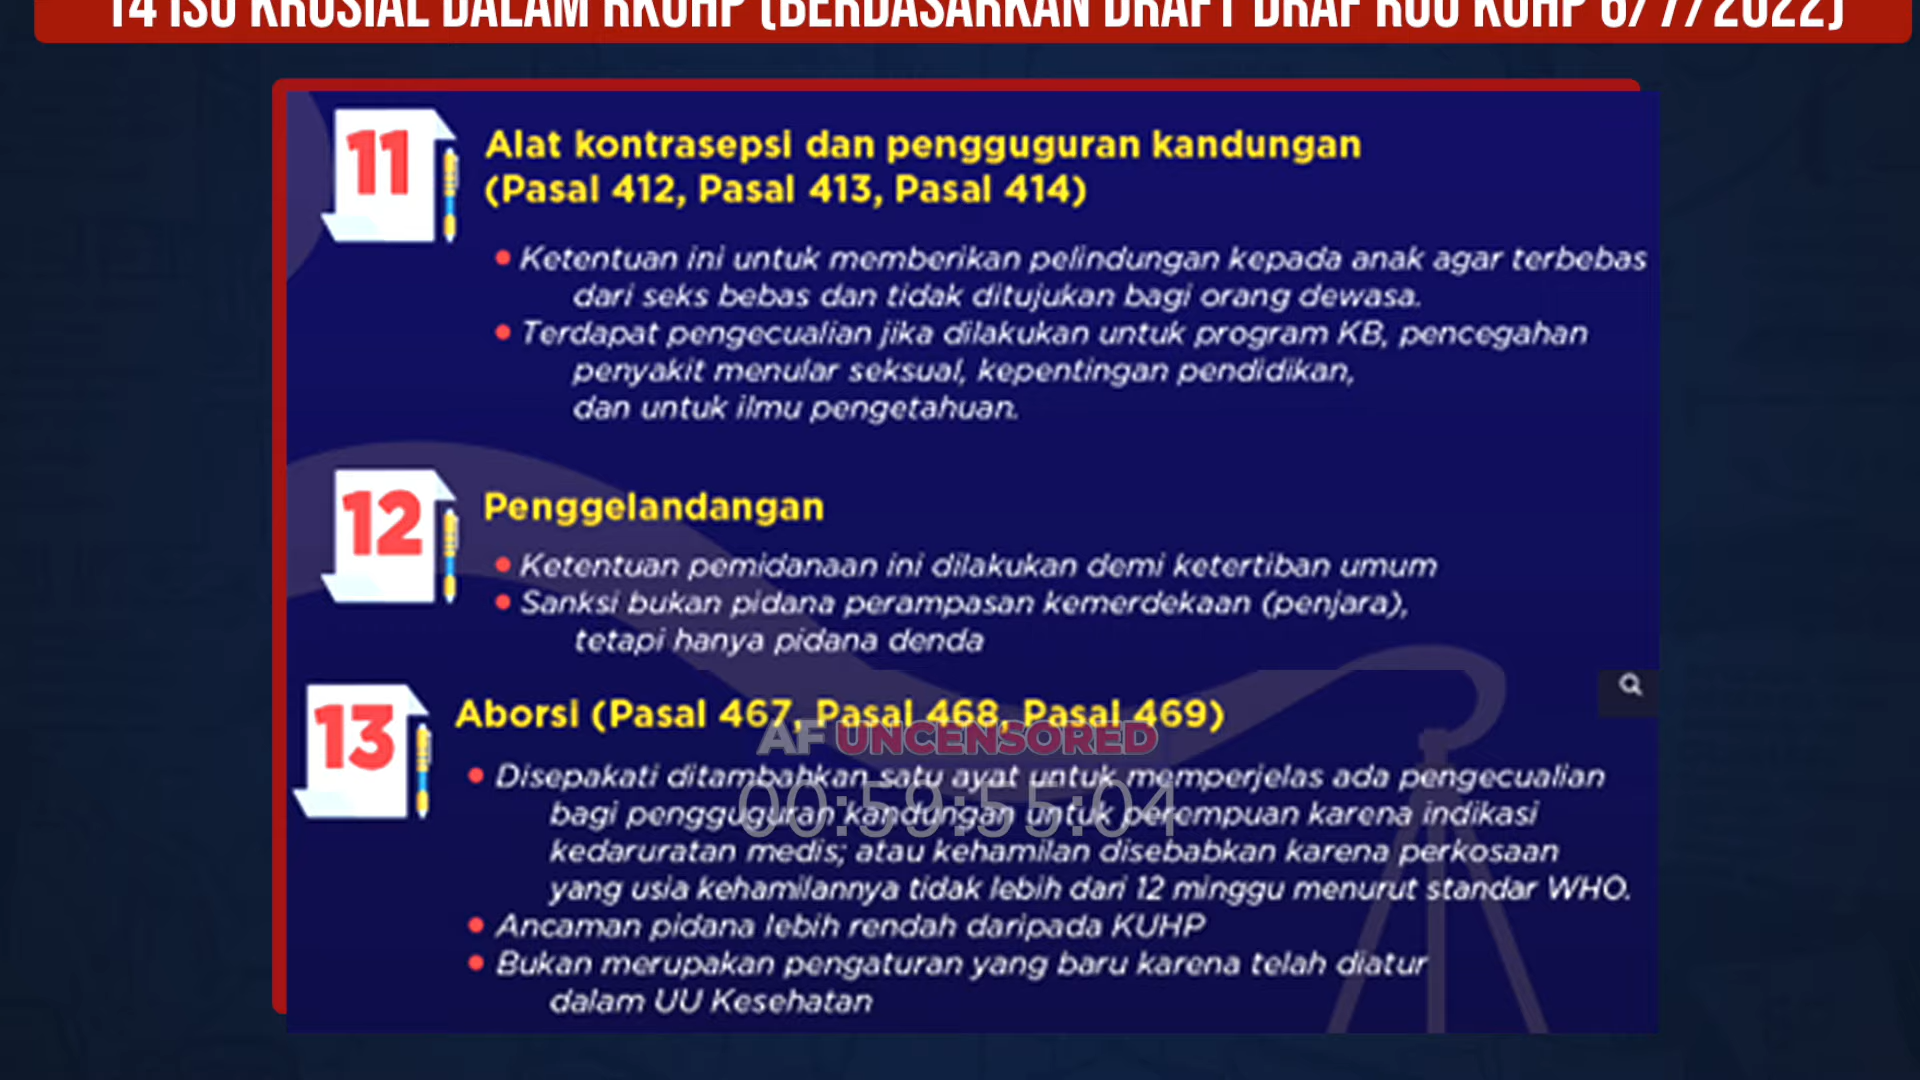 14 ISU KRUSIAL DALAM RKUHP (BERDASARKAN DRAFT DRAF RUU KUHP 6/7/2022)
11
Alat kontrasepsi dan pengguguran kandungan
(Pasal 412, Pasal 413, Pasal 414)
Ketentuan ini untuk memberikan pelindungan kepada anak agar terbebas
dari seks bebas dan tidak ditujukan bagi orang dewasa.
Terdapat pengecualian jika dilakukan untuk program KB, pencegahan
penyakit menular seksual, kepentingan pendidikan,
dan untuk ilmu pengetahuan.
12
Penggelandangan
Ketentuan pemidanaan ini dilakukan demi ketertiban umum
Sanksi bukan pidana perampasan kemerdekaan (penjara),
tetapi hanya pidana denda
13
Aborsi (Pasal 467, Pasal 468, Pasal 469)
AF UNCENSORED
Disepakati ditambahkan satu ayat untuk memperjelas ada pengecualian
00:59:55:04
bagi pengguguran kandungan untuk perempuan karena indikasi
kedaruratan medis; atau kehamilan disebabkan karena perkosaan
yang usia kehamilannya tidak lebih dari 12 minggu menurut standar WHO.
Ancaman pidana lebih rendah daripada KUHP
Bukan merupakan pengaturan yang baru karena telah diatur
dalam UU Kesehatan